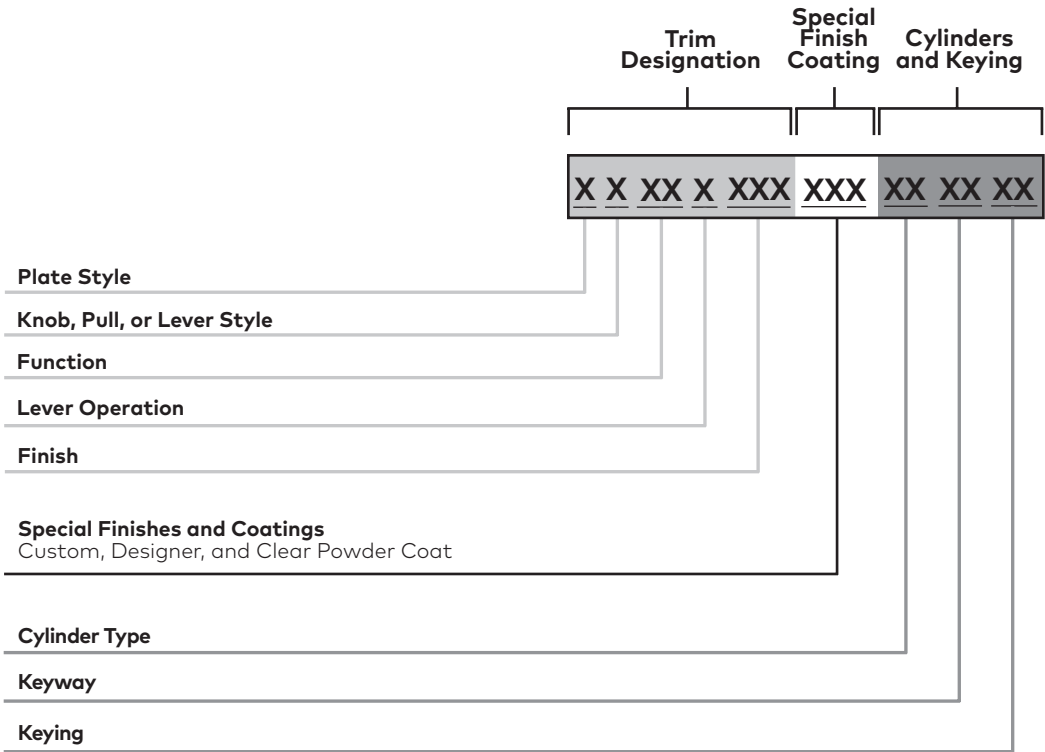 Trim
Designation
Special
Finish
Coating
Cylinders
and Keying
X X XX X XXX XXX XX XX XX
Plate Style
Knob, Pull, or Lever Style
Function
Lever Operation
Finish
Special Finishes and Coatings
Custom, Designer, and Clear Powder Coat
Cylinder Type
Keyway
Keying